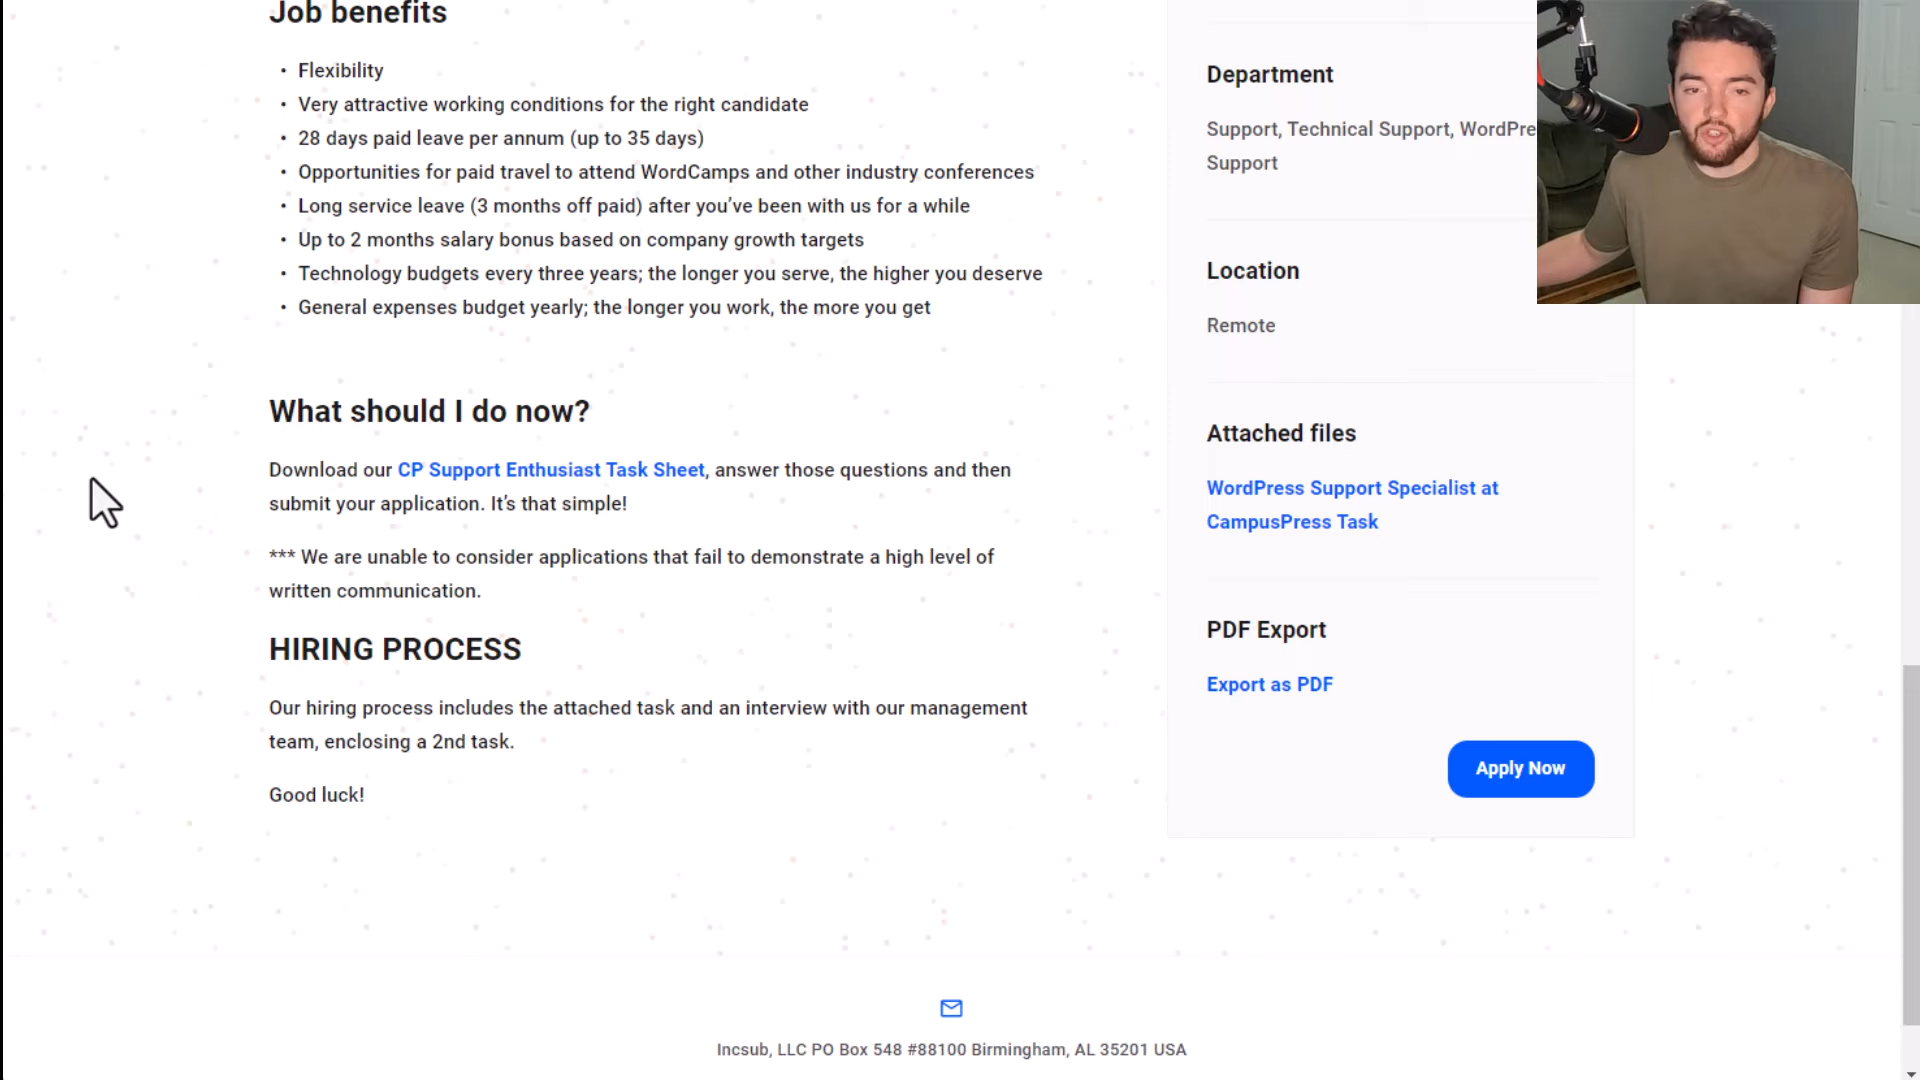 Job benefits
• Flexibility
• Very attractive working conditions for the right candidate
• 28 days paid leave per annum (up to 35 days)
• Opportunities for paid travel to attend WordCamps and other industry conferences
• Long service leave (3 months off paid) after you’ve been with us for a while
• Up to 2 months salary bonus based on company growth targets
• Technology budgets every three years; the longer you serve, the higher you deserve
• General expenses budget yearly; the longer you work, the more you get
What should I do now?
Download our CP Support Enthusiast Task Sheet, answer those questions and then
submit your application. It’s that simple!
*** We are unable to consider applications that fail to demonstrate a high level of
written communication.
HIRING PROCESS
Our hiring process includes the attached task and an interview with our management
team, enclosing a 2nd task.
Good luck!
Department
Support, Technical Support, WordPre
Support
Location
Remote
Attached files
WordPress Support Specialist at
CampusPress Task
PDF Export
Export as PDF
Apply Now
Incsub, LLC PO Box 548 #88100 Birmingham, AL 35201 USA